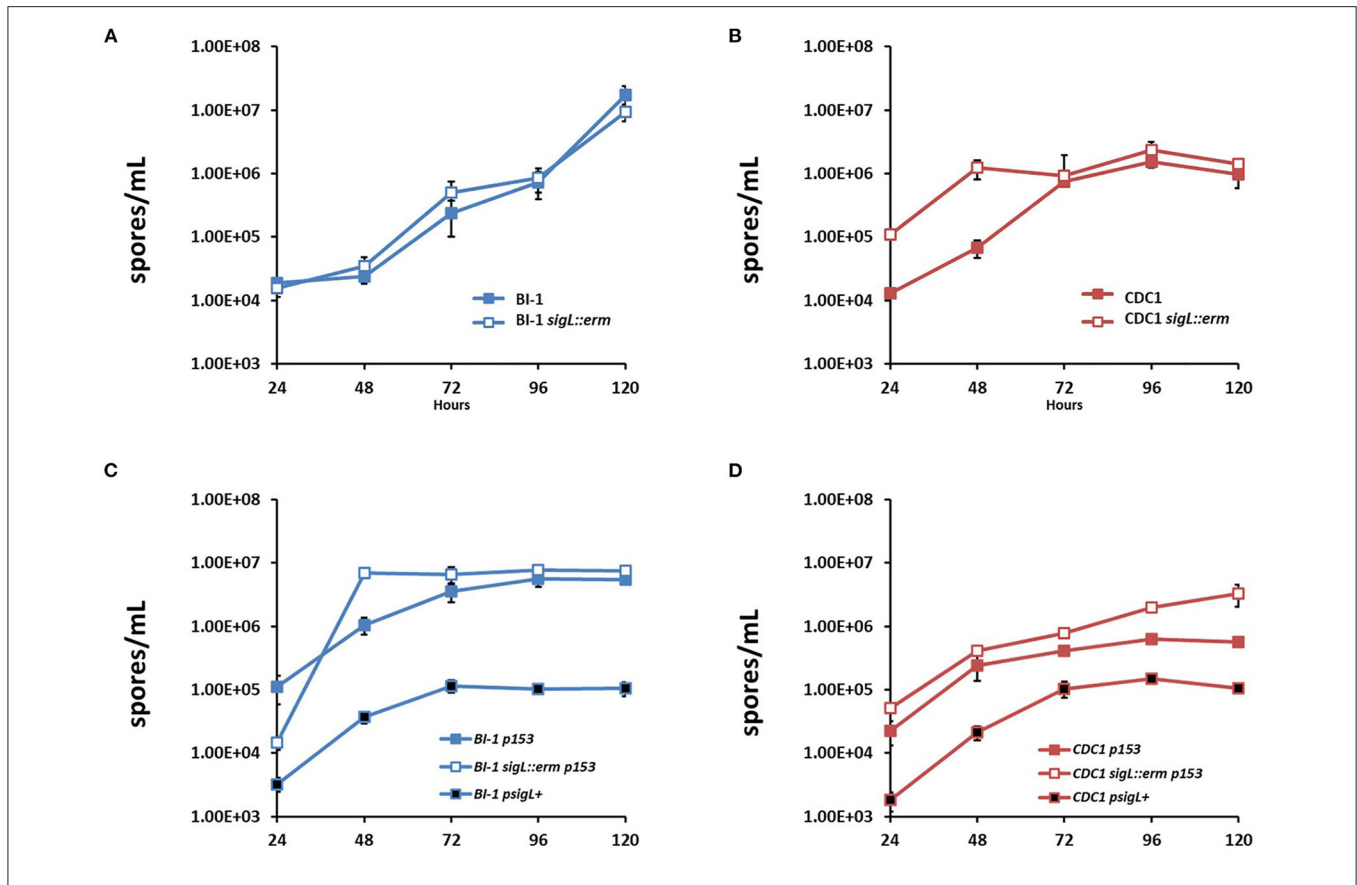 A
1.00E+08
1.00E+07
1.00E+06
1.00E+05
1.00E+04
1.00E+03
spores/mL
BI-1
BI-1 sigL::erm
24 48 72 96 120
Hours
B
1.00E+08
1.00E+07
1.00E+06
1.00E+05
1.00E+04
1.00E+03
spores/mL
CDC1
CDC1 sigL::erm
24 48 72 96 120
Hours
C
1.00E+08
1.00E+07
1.00E+06
1.00E+05
1.00E+04
1.00E+03
spores/mL
BI-1 p153
BI-1 sigL::erm p153
BI-1 psigL+
24 48 72 96 120
D
1.00E+08
1.00E+07
1.00E+06
1.00E+05
1.00E+04
1.00E+03
spores/mL
CDC1 p153
CDC1 sigL::erm p153
CDC1 psigL+
24 48 72 96 120